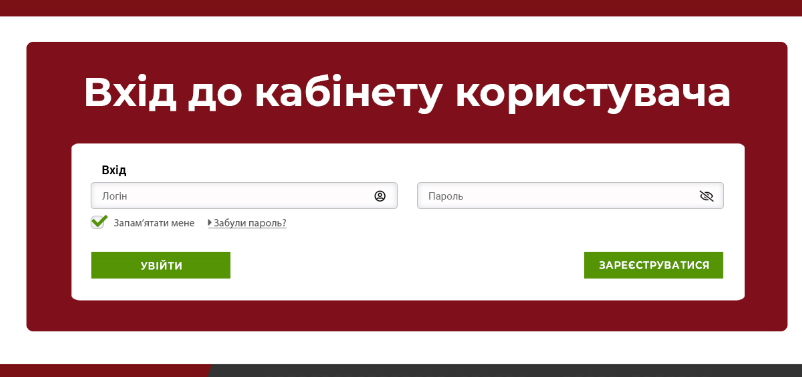 Вхід до кабінету користувача
Вхід
Логін
Пароль
Запам'ятати мене
Забули пароль?
УВІЙТИ
ЗАРЕЄСТРУВАТИСЯ